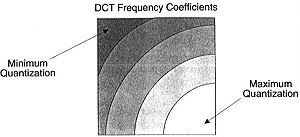 DCT Frequency Coefficients
Minimum
Quantization
Maximum
Quantization